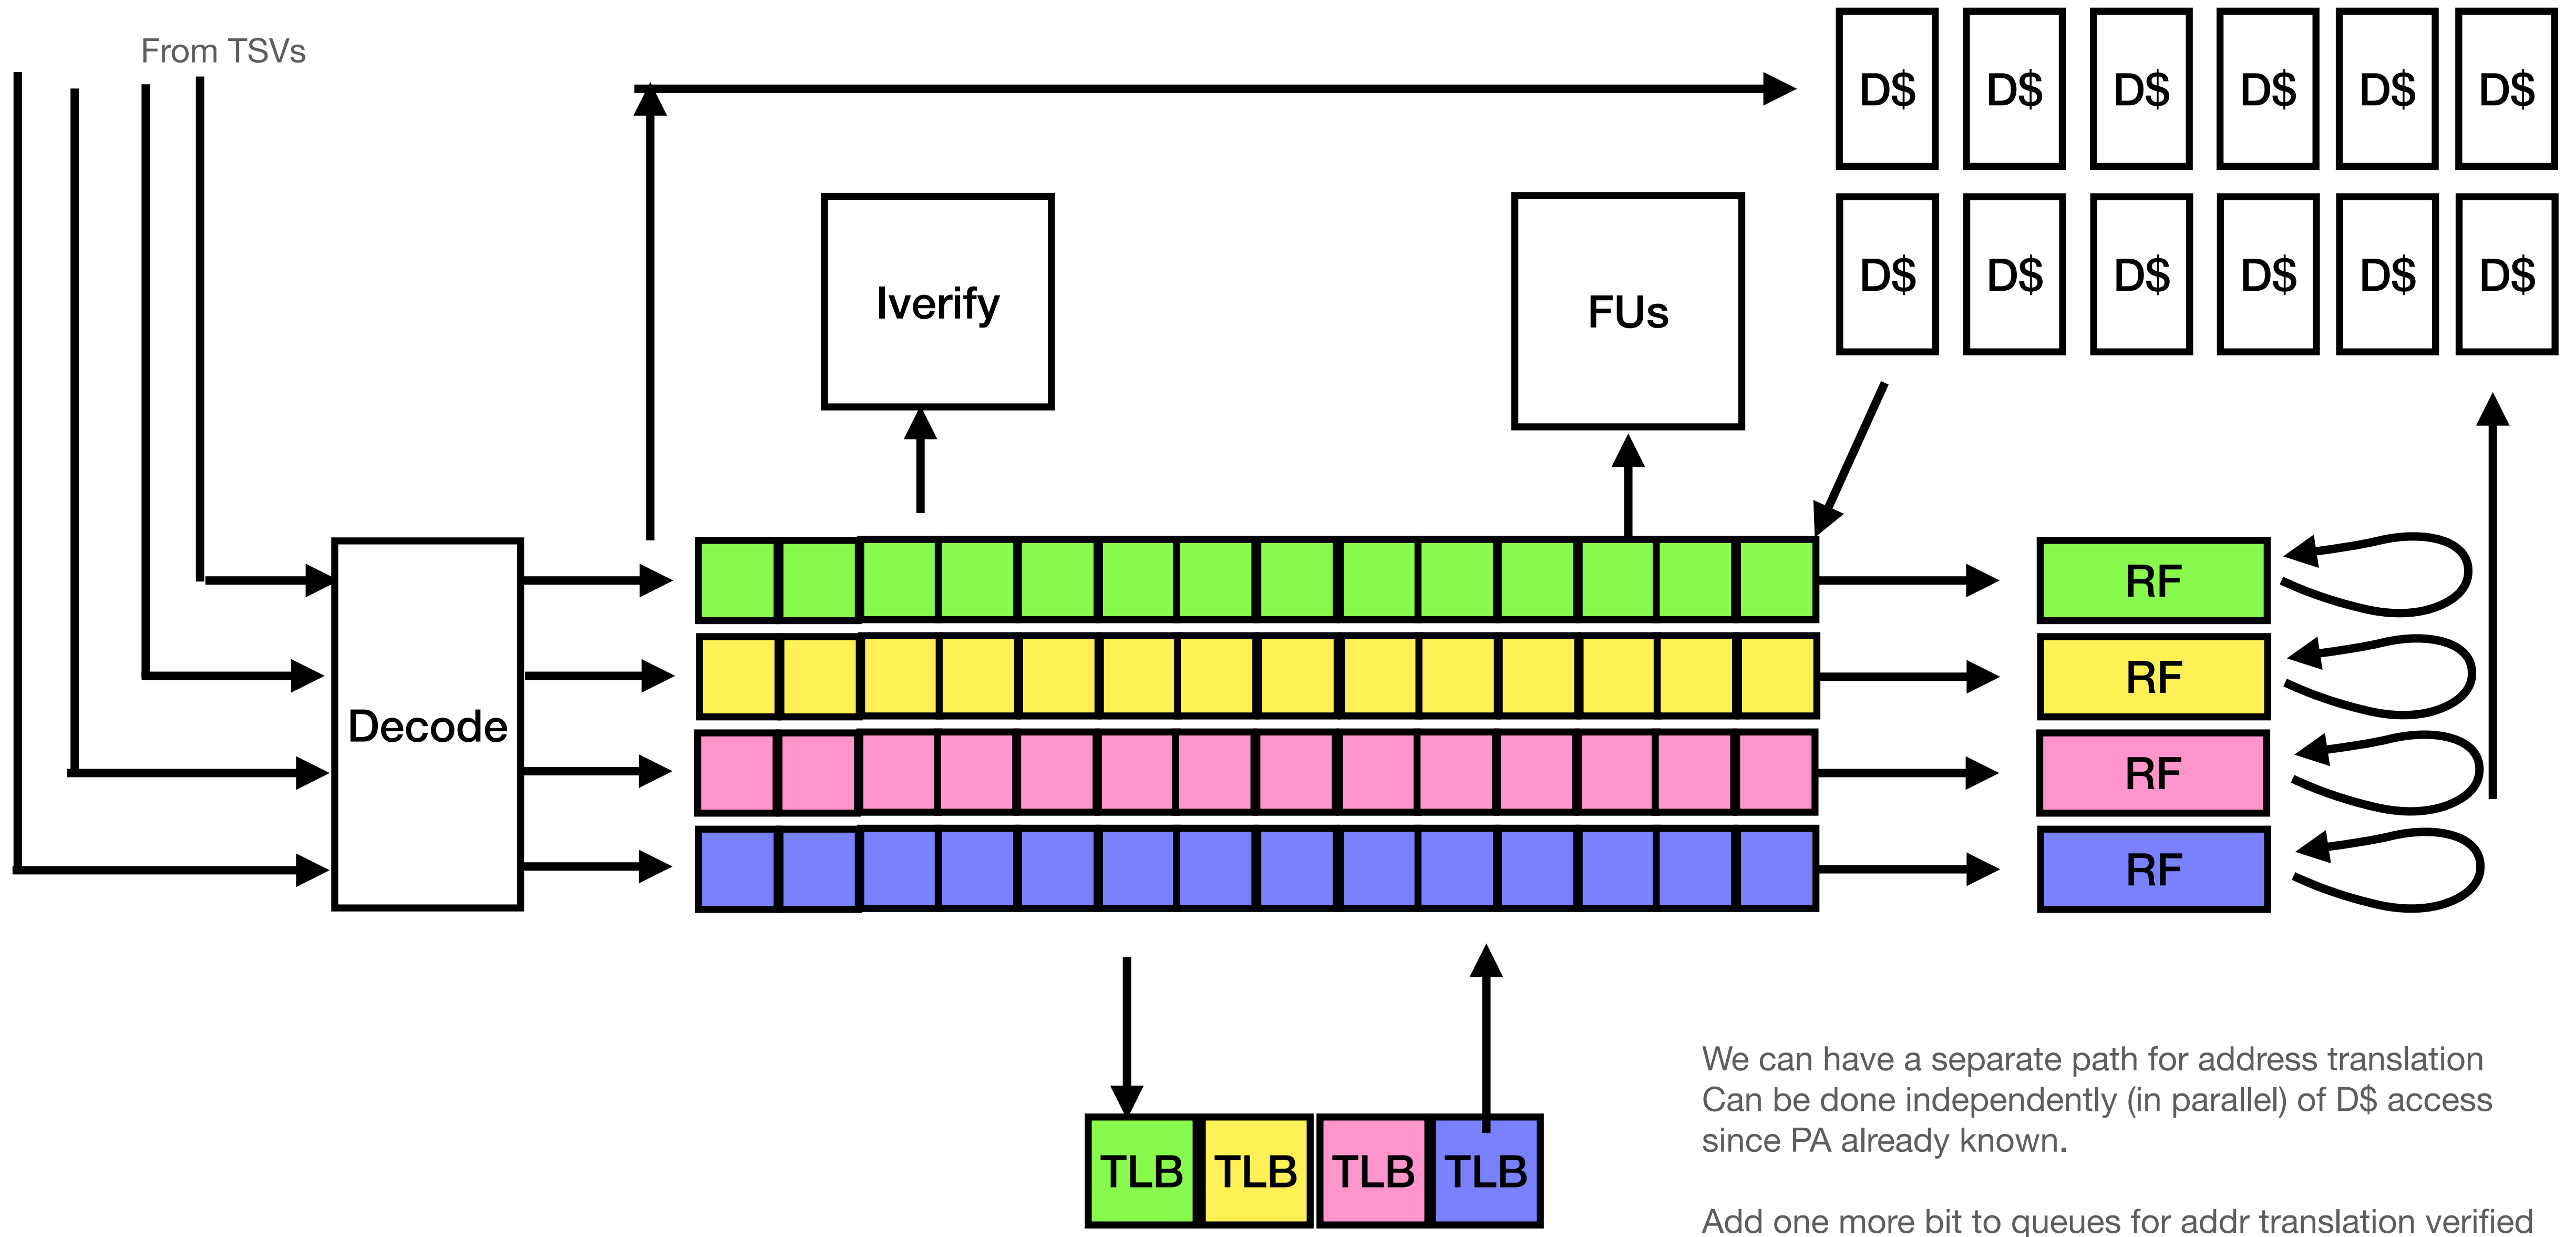 From TSVs
D$ D$ D$ D$ D$ D$
D$ D$ D$ D$ D$ D$
Iverify
FUs
Decode
RF
RF
RF
RF
TLB TLB TLB TLB
We can have a separate path for address translation
Can be done independently (in parallel) of D$ access
since PA already known.
Add one more bit to queues for addr translation verified